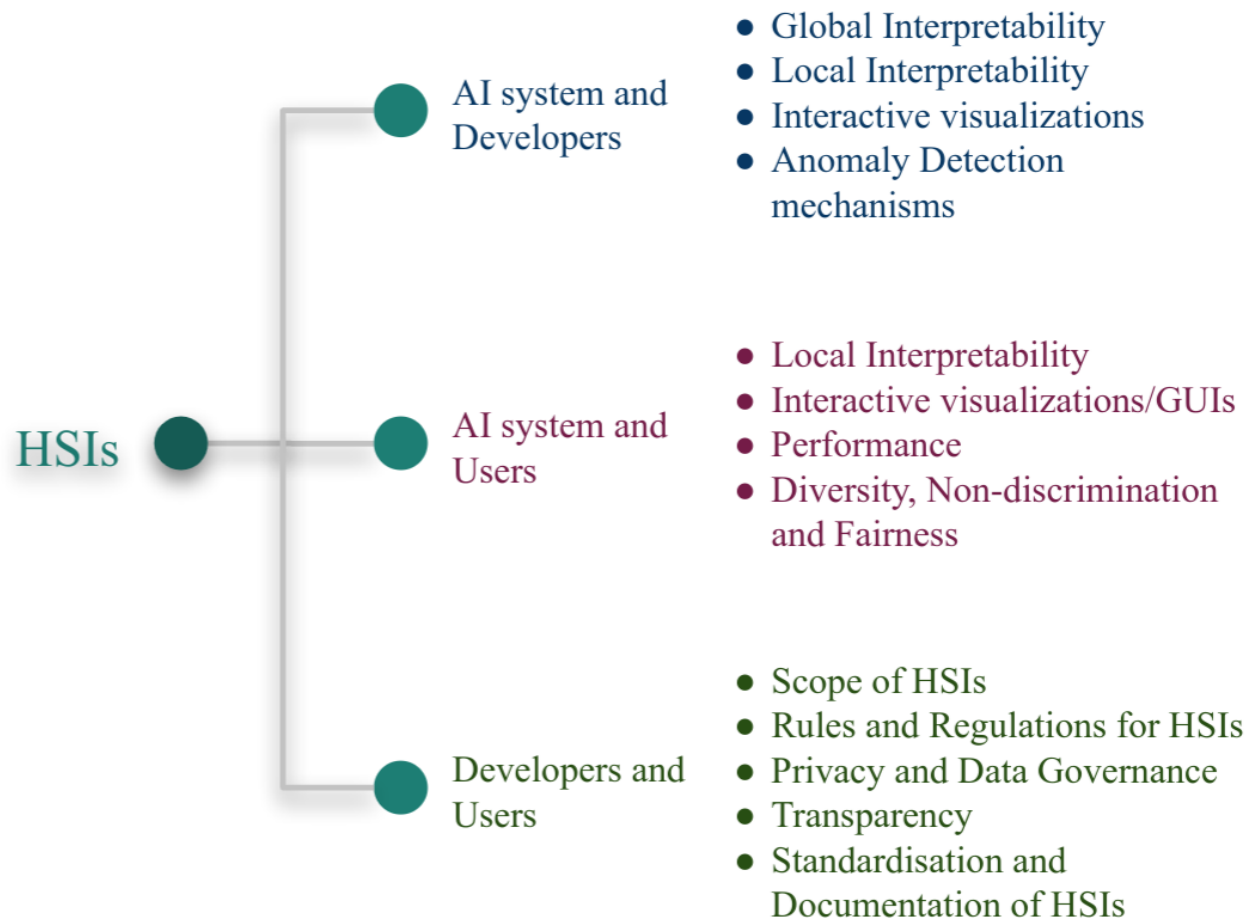 HSIs
AI system and
Developers
● Global Interpretability
● Local Interpretability
● Interactive visualizations
● Anomaly Detection
mechanisms
AI system and
Users
● Local Interpretability
● Interactive visualizations/GUIs
● Performance
● Diversity, Non-discrimination
and Fairness
Developers and
Users
● Scope of HSIs
● Rules and Regulations for HSIs
● Privacy and Data Governance
● Transparency
● Standardisation and
Documentation of HSIs